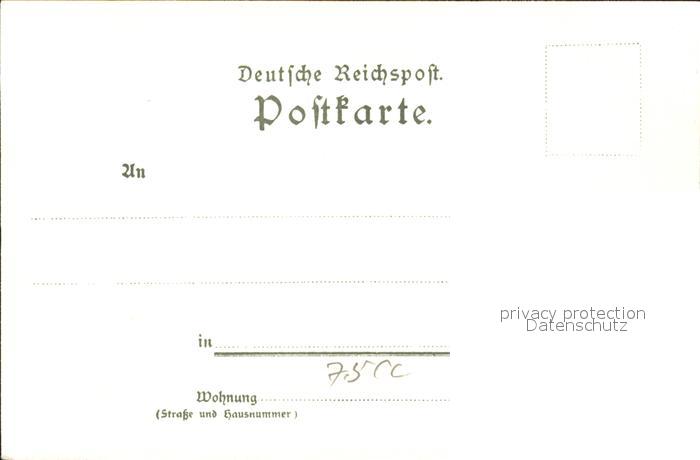 Deutsche Reichspost.
Postkarte.
An
privacy protection
Datenschutz
in
Wohnung
(Straße und Hausnummer)